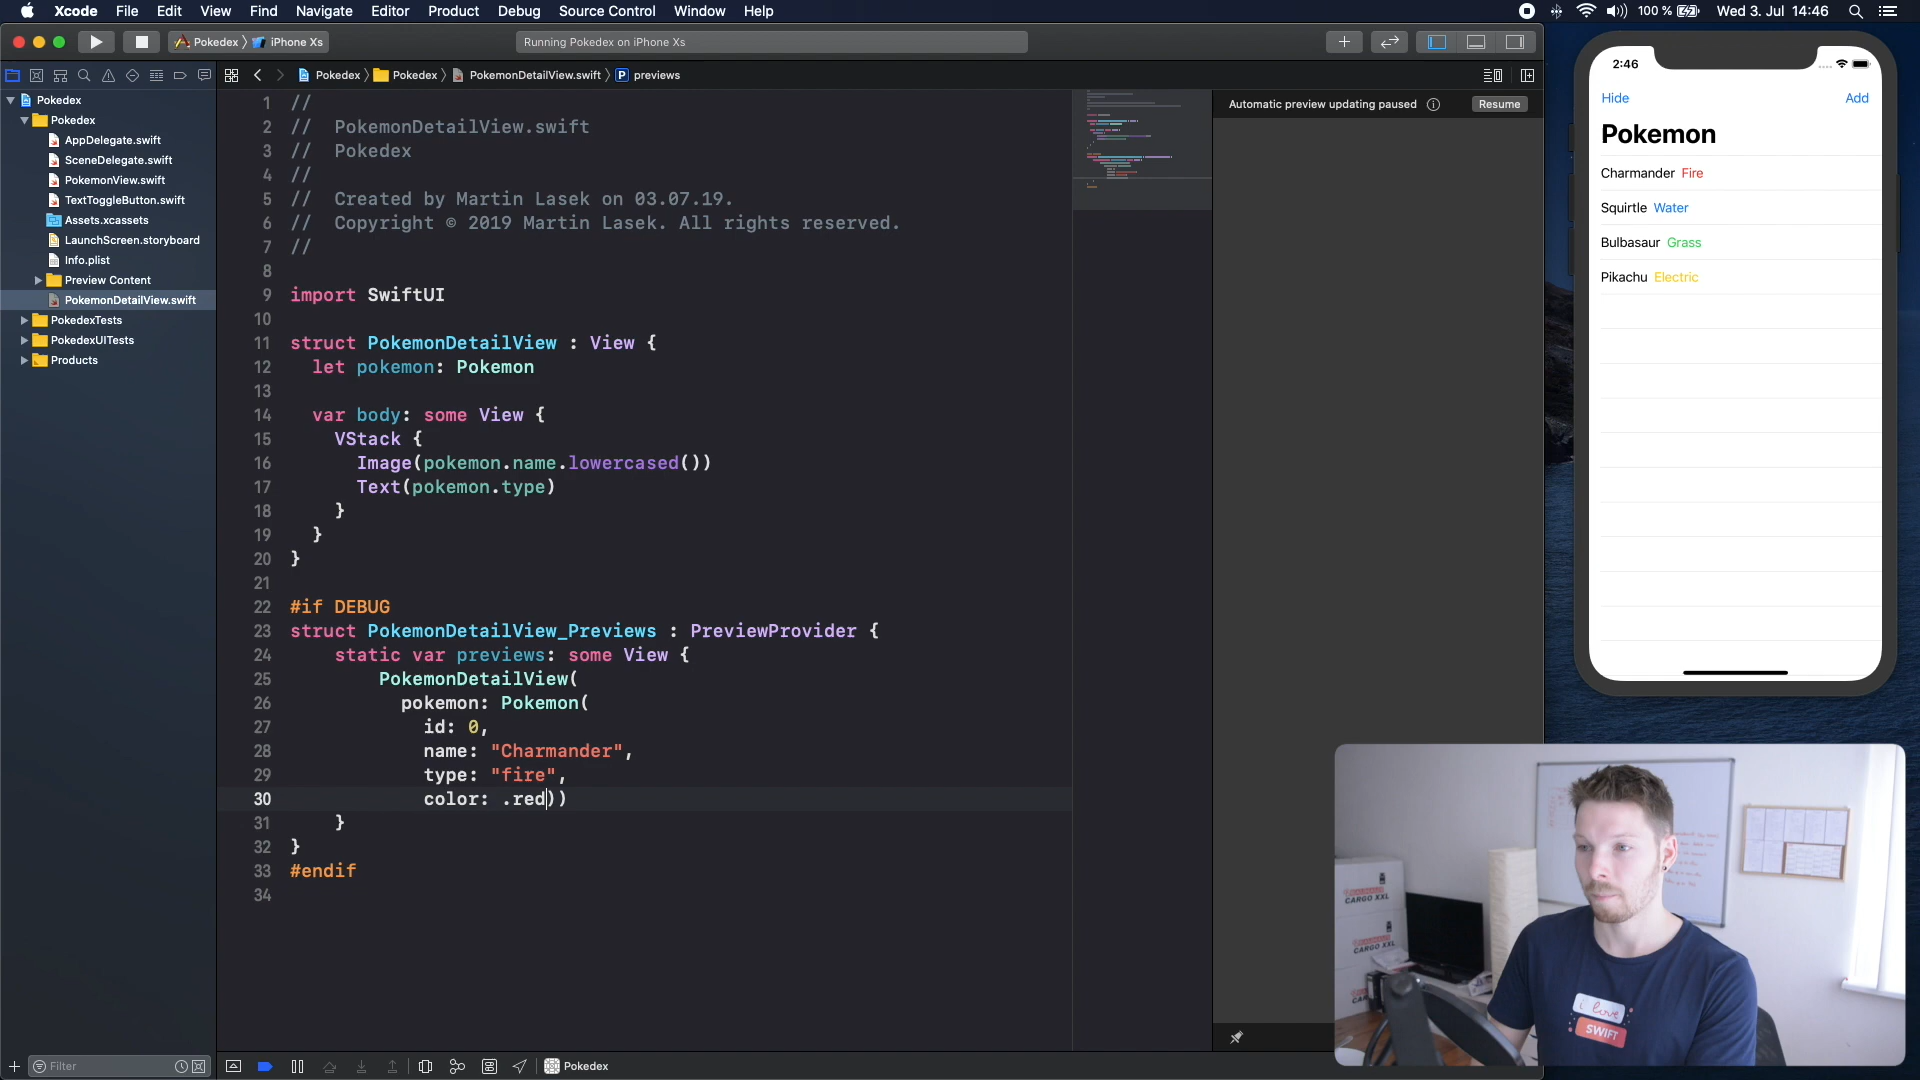 Xcode File Edit View Find Navigate Editor Product Debug Source Control Window Help
100 % Wed 3. Jul 14:46
Pokedex iPhone Xs
Running Pokedex on iPhone Xs
Pokedex Pokedex PokemonDetailView.swift P previews
Pokedex
Pokedex
AppDelegate.swift
SceneDelegate.swift
PokemonView.swift
TextToggleButton.swift
Assets.xcassets
LaunchScreen.storyboard
Info.plist
Preview Content
PokemonDetailView.swift
PokedexTests
PokedexUITests
Products
Filter
1 //
2 // PokemonDetailView.swift
3 // Pokedex
4 //
5 // Created by Martin Lasek on 03.07.19.
6 // Copyright © 2019 Martin Lasek. All rights reserved.
7 //
8
9 import SwiftUI
10
11 struct PokemonDetailView : View {
12 let pokemon: Pokemon
13
14 var body: some View {
15 VStack {
16 Image(pokemon.name.lowercased())
17 Text(pokemon.type)
18 }
19 }
20 }
21
22 #if DEBUG
23 struct PokemonDetailView_Previews : PreviewProvider {
24 static var previews: some View {
25 PokemonDetailView(
26 pokemon: Pokemon(
27 id: 0,
28 name: "Charmander",
29 type: "fire",
30 color: .red))
31 }
32 }
33 #endif
34
Pokedex
Automatic preview updating paused Resume
2:46
Hide Add
Pokemon
Charmander Fire
Squirtle Water
Bulbasaur Grass
Pikachu Electric
CARGO XXL
CARGO XXL
i love
SWIFT